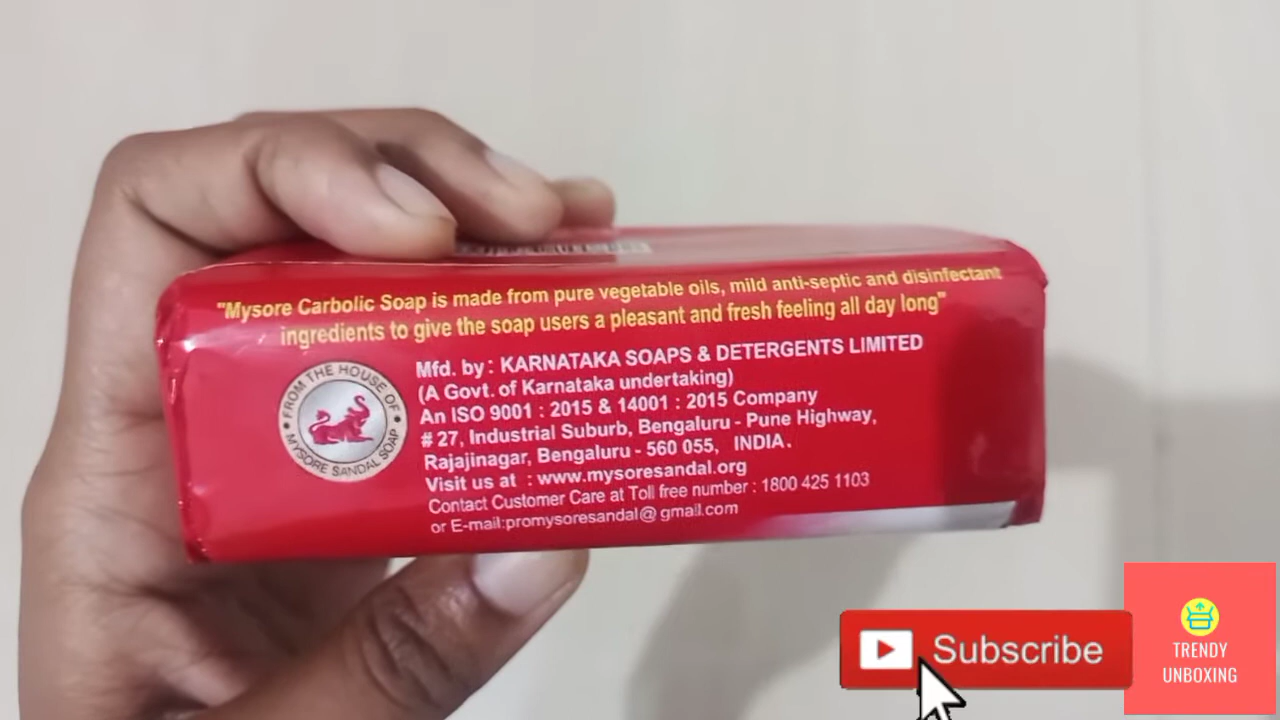 "Mysore Carbolic Soap is made from pure vegetable oils, mild anti-septic and disinfectant
ingredients to give the soap users a pleasant and fresh feeling all day long"
FROM THE HOUSE OF
MYSORE SANDAL SOAP
Mfd. by: KARNATAKA SOAPS & DETERGENTS LIMITED
(A Govt. of Karnataka undertaking)
An ISO 9001 : 2015 & 14001 : 2015 Company
# 27, Industrial Suburb, Bengaluru - Pune Highway,
Rajajinagar, Bengaluru - 560 055, INDIA.
Visit us at : www.mysoresandal.org
Contact Customer Care at Toll free number : 1800 425 1103
or E-mail:promysoresandal@ gmail.com
Subscribe
TRENDY
UNBOXING